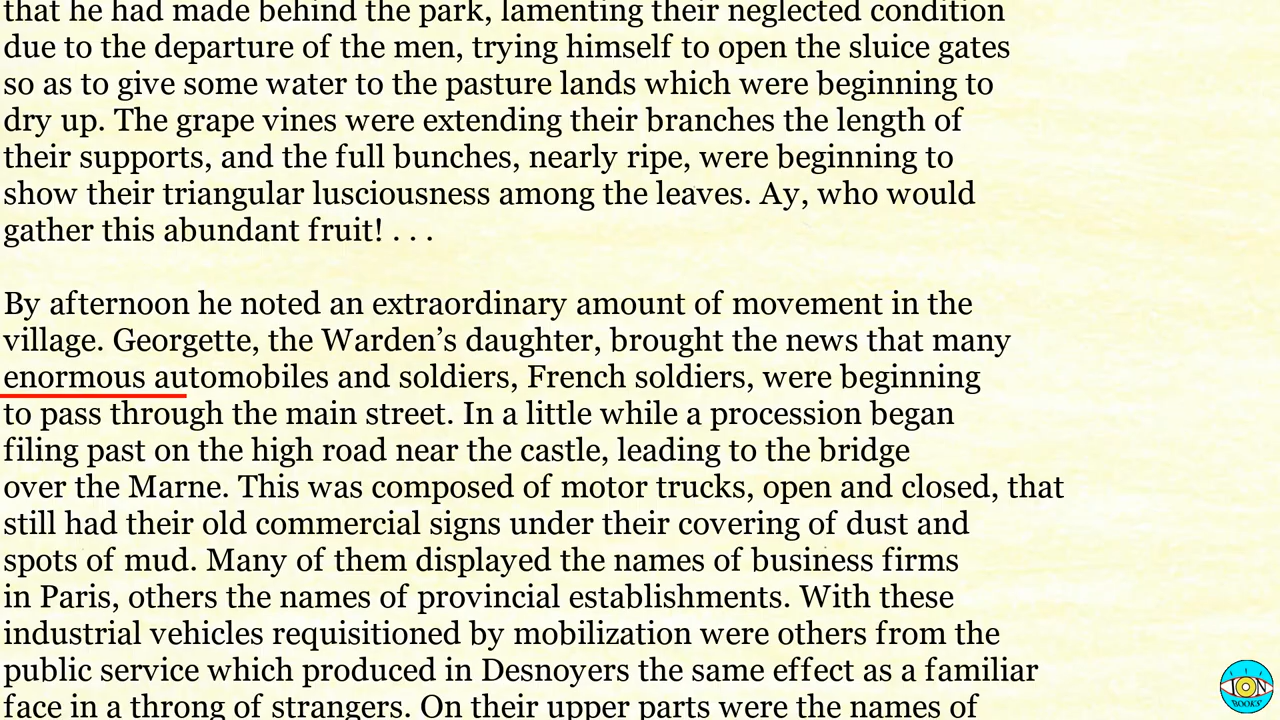 that he had made behind the park, lamenting their neglected condition
due to the departure of the men, trying himself to open the sluice gates
so as to give some water to the pasture lands which were beginning to
dry up. The grape vines were extending their branches the length of
their supports, and the full bunches, nearly ripe, were beginning to
show their triangular lusciousness among the leaves. Ay, who would
gather this abundant fruit! . . .
By afternoon he noted an extraordinary amount of movement in the
village. Georgette, the Warden’s daughter, brought the news that many
enormous automobiles and soldiers, French soldiers, were beginning
to pass through the main street. In a little while a procession began
filing past on the high road near the castle, leading to the bridge
over the Marne. This was composed of motor trucks, open and closed, that
still had their old commercial signs under their covering of dust and
spots of mud. Many of them displayed the names of business firms
in Paris, others the names of provincial establishments. With these
industrial vehicles requisitioned by mobilization were others from the
public service which produced in Desnoyers the same effect as a familiar
face in a throng of strangers. On their upper parts were the names of
ION
BOOKS